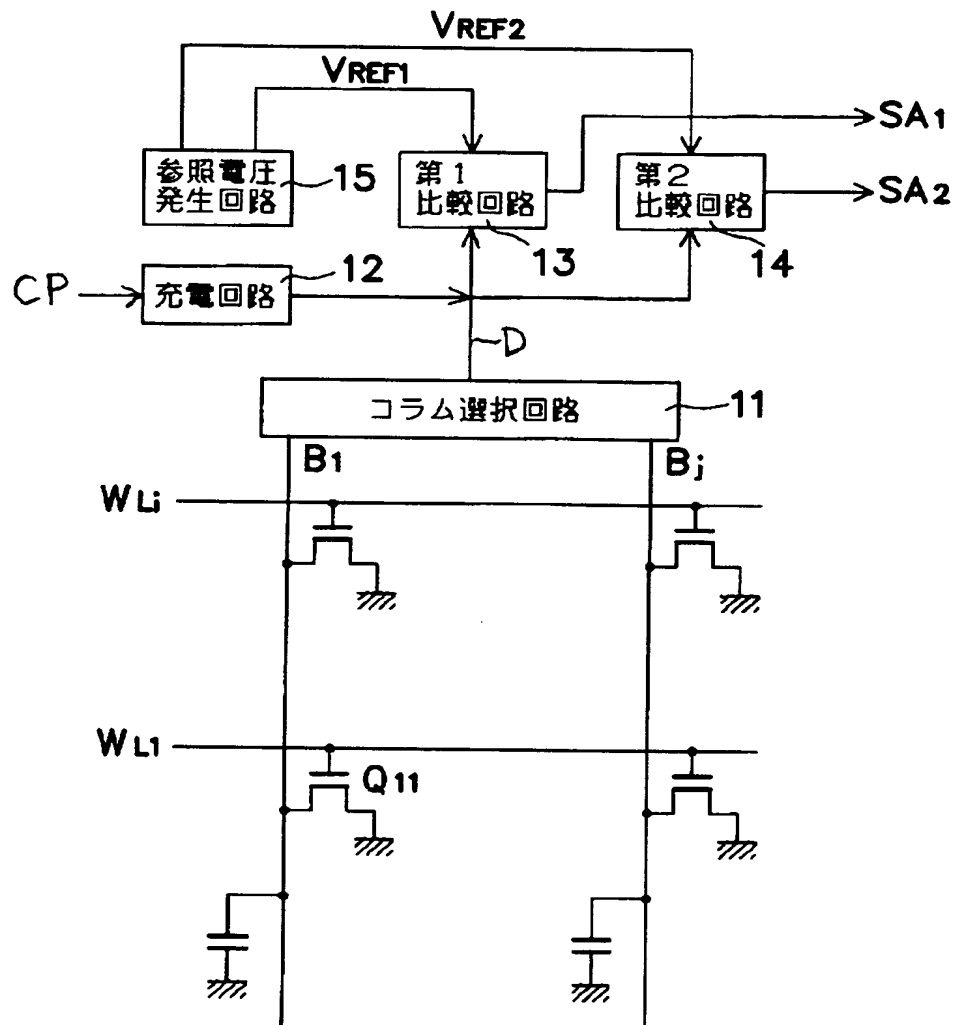 VREF2
VREF1
SA1
参照電圧
発生回路
15
第1
比較回路
13
第2
比較回路
14
SA2
CP
充電回路
12
D
コラム選択回路
11
B1
Bj
WLi
WL1
Q11